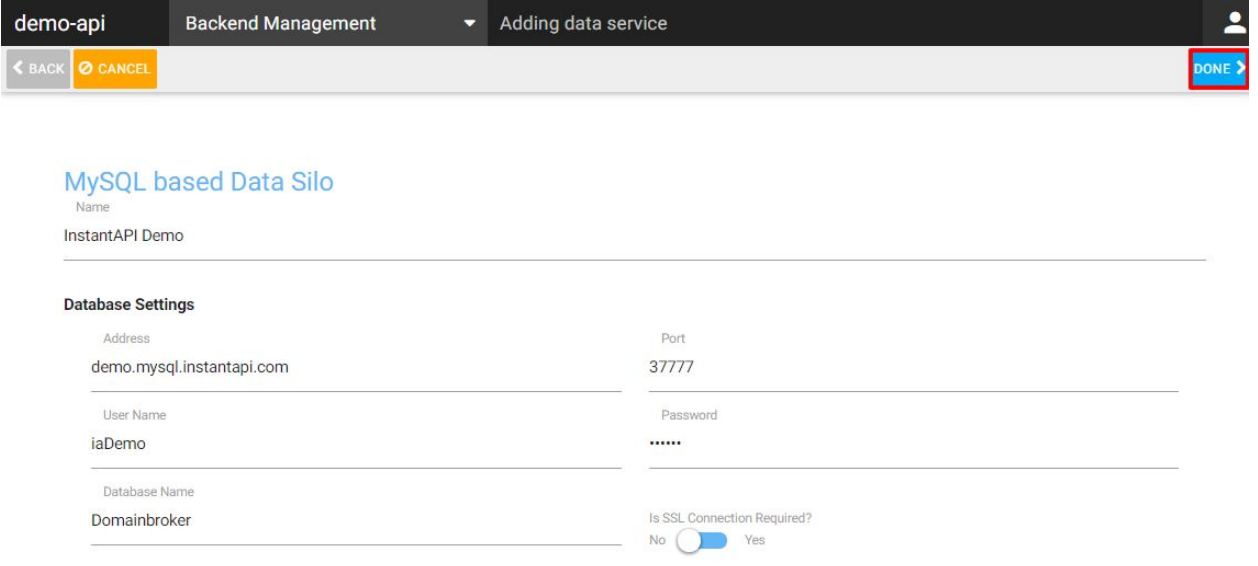 demo-api Backend Management Adding data service
BACK CANCEL DONE
MySQL based Data Silo
Name
InstantAPI Demo
Database Settings
Address Port
demo.mysql.instantapi.com 37777
User Name Password
iaDemo ••••••
Database Name
Domainbroker
Is SSL Connection Required?
No Yes